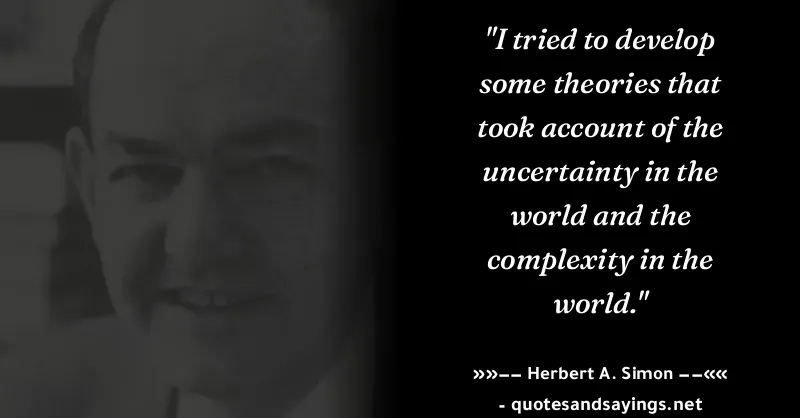 "I tried to develop
some theories that
took account of the
uncertainty in the
world and the
complexity in the
world."
»»−− Herbert A. Simon −−««
- quotesandsayings.net